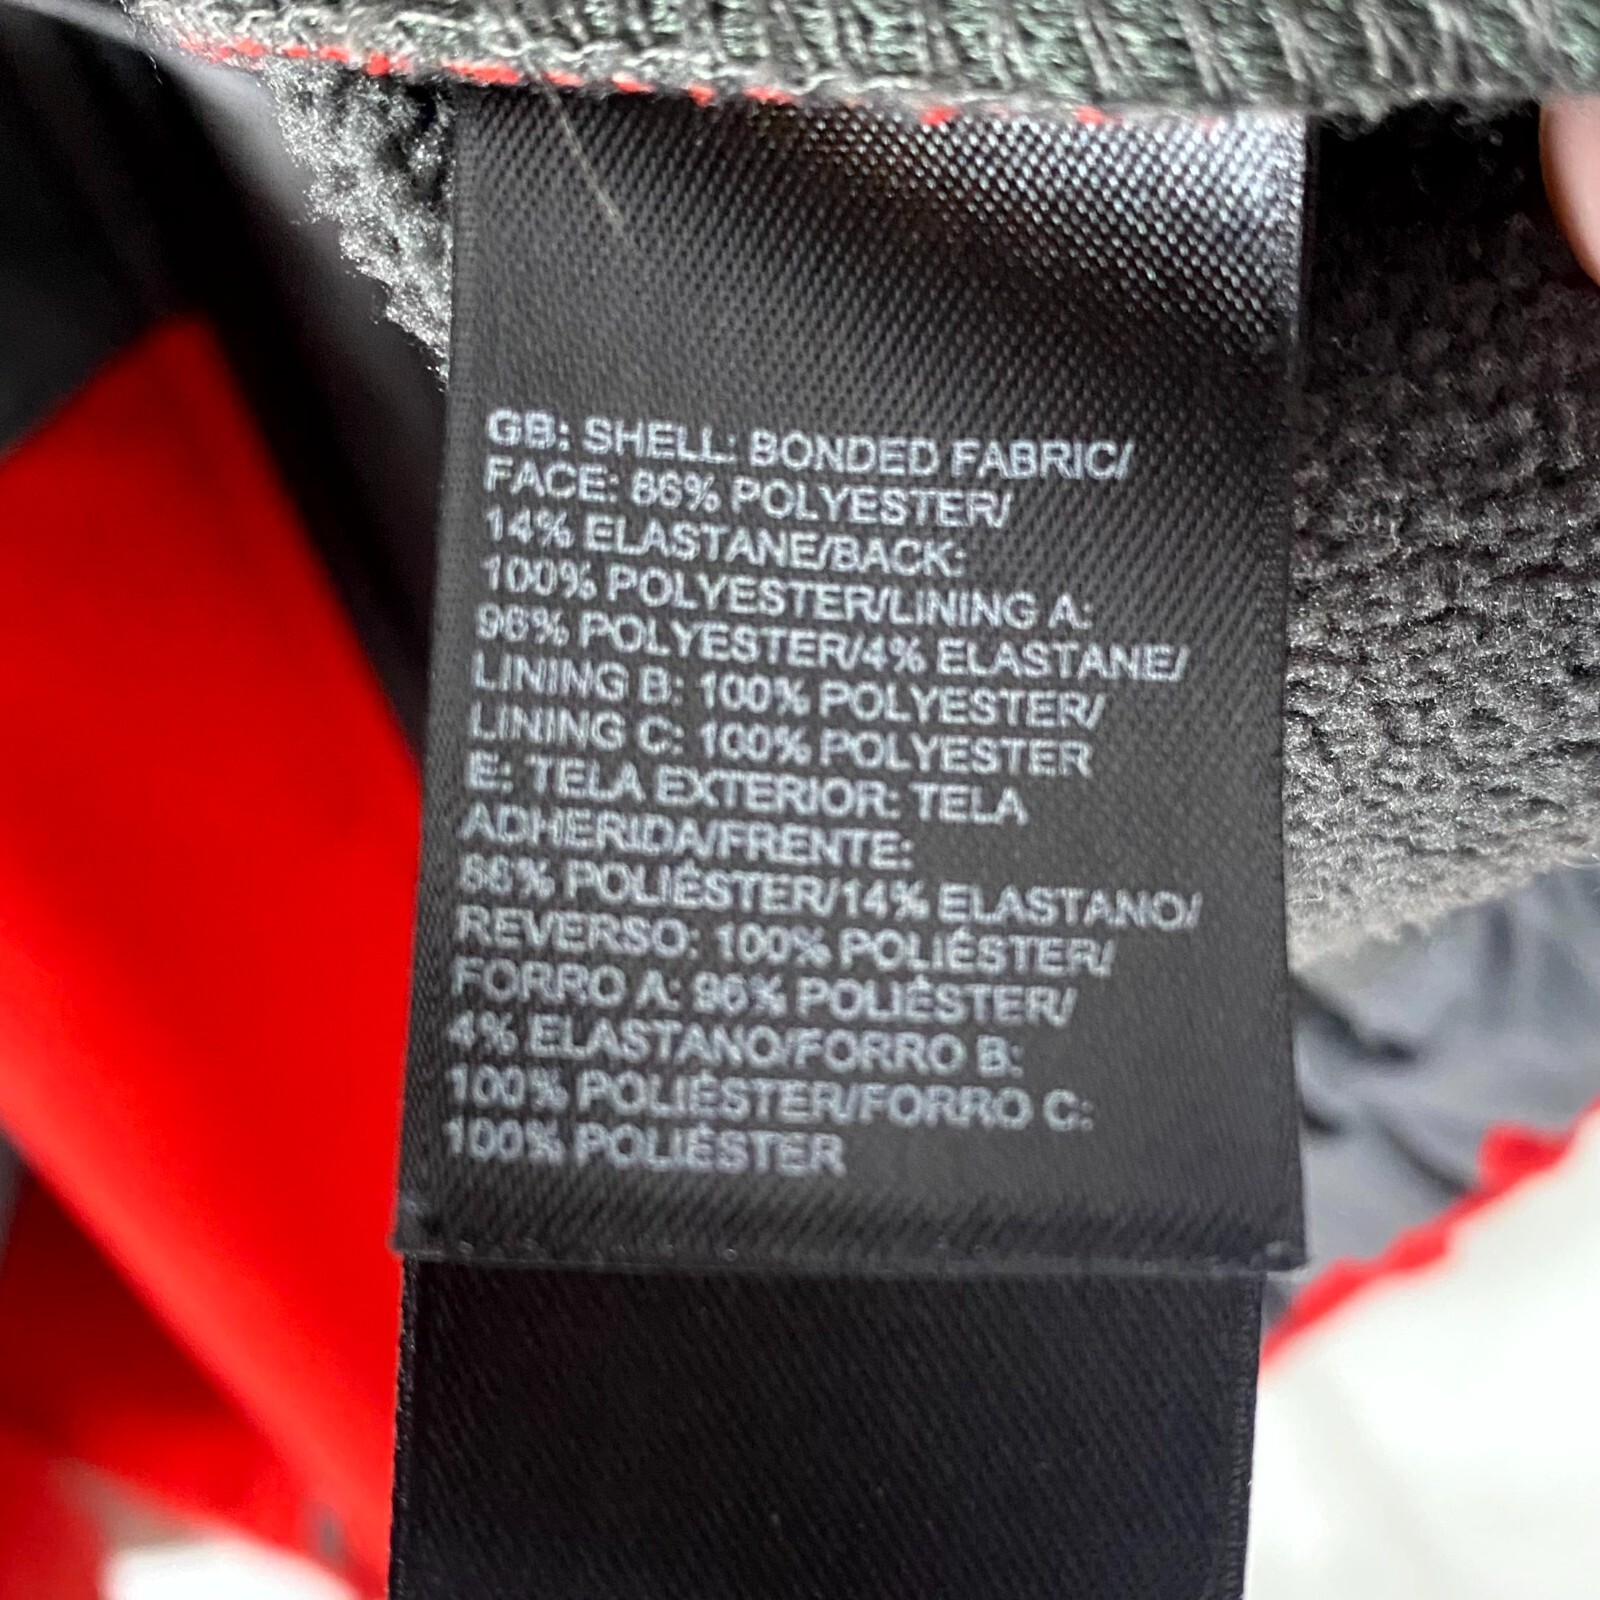 GB: SHELL: BONDED FABRIC/
FACE: 86% POLYESTER/
14% ELASTANE/BACK:
100% POLYESTER/LINING A:
96% POLYESTER/4% ELASTANE/
LINING B: 100% POLYESTER/
LINING C: 100% POLYESTER
E: TELA EXTERIOR: TELA
ADHERIDA/FRENTE:
86% POLIÉSTER/14% ELASTANO/
REVERSO: 100% POLIÉSTER/
FORRO A: 96% POLIÉSTER/
4% ELASTANO/FORRO B:
100% POLIÉSTER/FORRO C:
100% POLIÉSTER